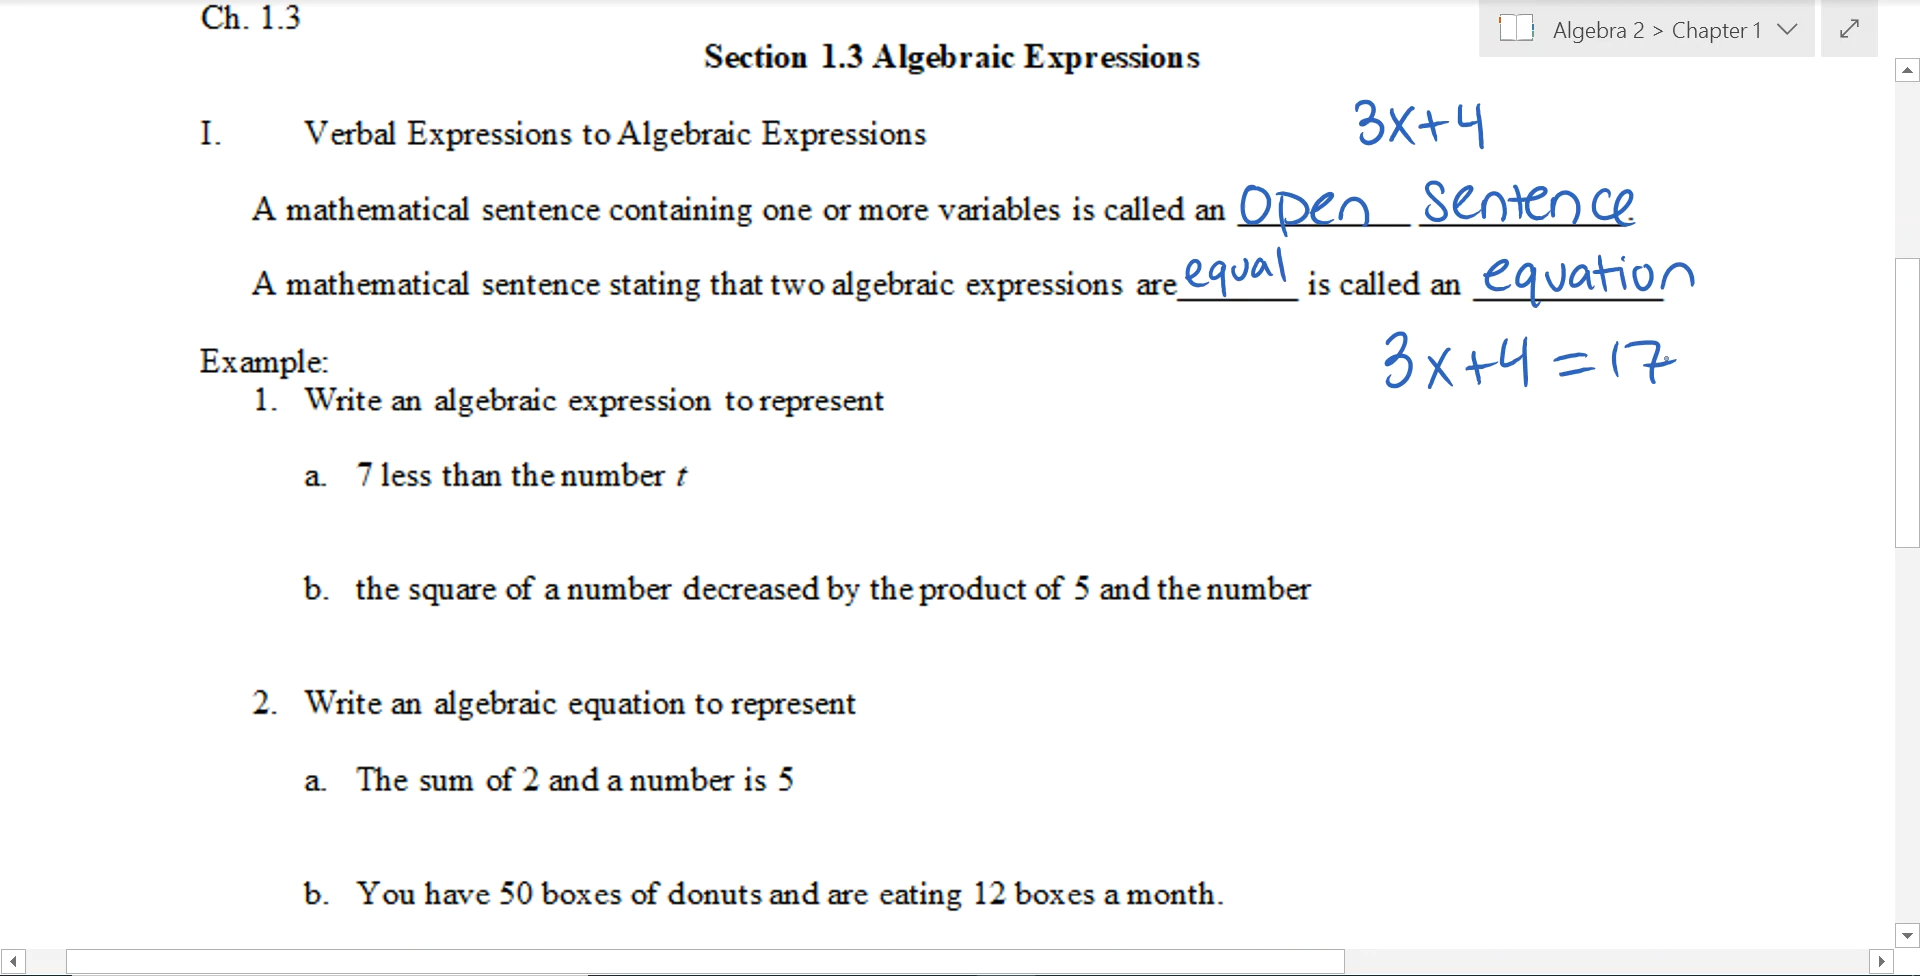 Ch. 1.3
Algebra 2 > Chapter 1
Section 1.3 Algebraic Expressions
3x+4
I. Verbal Expressions to Algebraic Expressions
A mathematical sentence containing one or more variables is called an open sentence.
A mathematical sentence stating that two algebraic expressions are equal is called an equation
3x+4=17
Example:
1. Write an algebraic expression to represent
a. 7 less than the number t
b. the square of a number decreased by the product of 5 and the number
2. Write an algebraic equation to represent
a. The sum of 2 and a number is 5
b. You have 50 boxes of donuts and are eating 12 boxes a month.